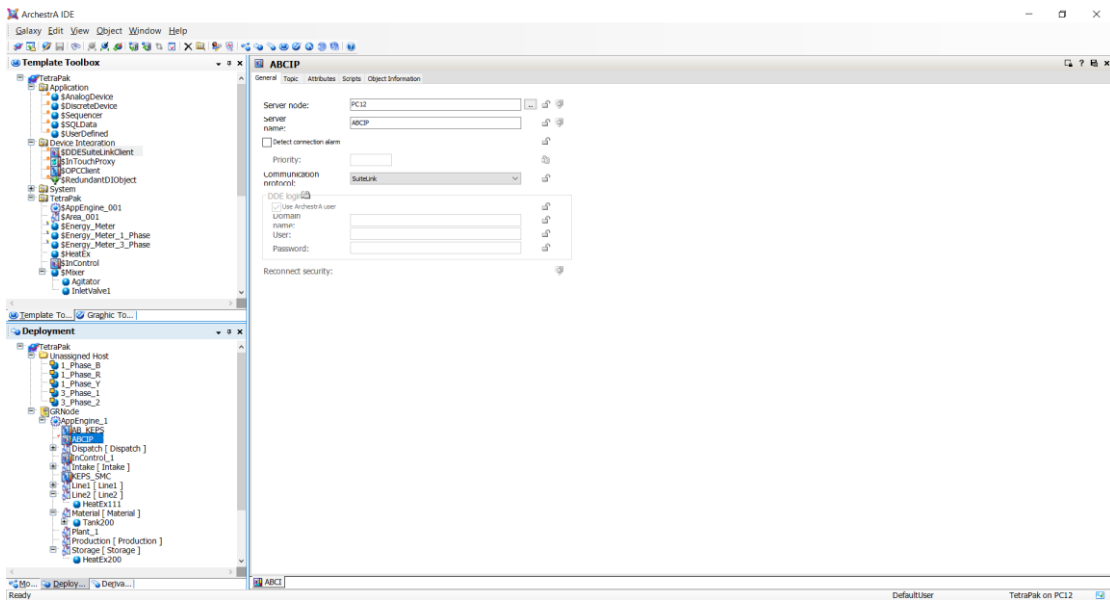 ArchestrA IDE
Galaxy Edit View Object Window Help
Template Toolbox
TetraPak
Application
$AnalogDevice
$DiscreteDevice
$Sequencer
$SQLData
$UserDefined
Device Integration
$DDESuiteLinkClient
$InTouchProxy
$OPCClient
$RedundantDIObject
System
TetraPak
$AppEngine_001
$Area_001
$Energy_Meter
$Energy_Meter_1_Phase
$Energy_Meter_3_Phase
$HeatEx
$InControl
$Mixer
Agitator
InletValve1
Template To... Graphic To...
Deployment
TetraPak
Unassigned Host
1_Phase_B
1_Phase_R
1_Phase_Y
3_Phase_1
3_Phase_2
GRNode
AppEngine_1
AB_KEPS
ABCIP
Dispatch [ Dispatch ]
InControl_1
Intake [ Intake ]
KEPS_SMC
Line1 [ Line1 ]
Line2 [ Line2 ]
HeatEx111
Material [ Material ]
Tank200
Plant_1
Production [ Production ]
Storage [ Storage ]
HeatEx200
Mo... Deploy... Deriva...
Ready
ABCIP
General Topic Attributes Scripts Object Information
Server node: PC12 ...
Server name: ABCIP
Detect connection alarm
Priority:
Communication protocol: SuiteLink
DDE login
Use ArchestrA user
Domain name:
User:
Password:
Reconnect security:
ABCI
DefaultUser TetraPak on PC12